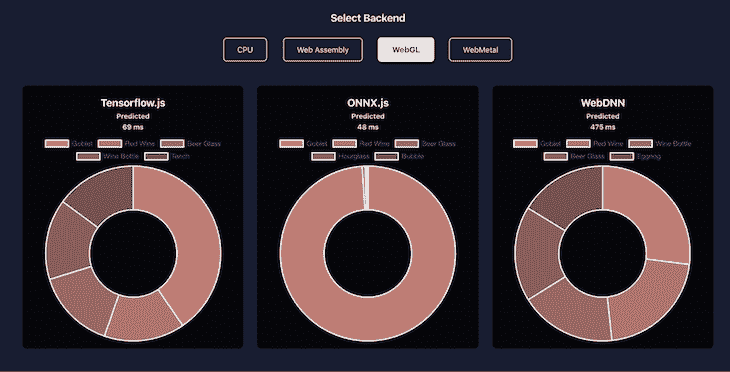 Select Backend
CPU Web Assembly WebGL WebMetal
Tensorflow.js
Predicted
69 ms
Goblet Red Wine Beer Glass
Wine Bottle Tench
ONNX.js
Predicted
48 ms
Goblet Red Wine Beer Glass
Hourglass Bubble
WebDNN
Predicted
475 ms
Goblet Red Wine Wine Bottle
Beer Glass Eggnog